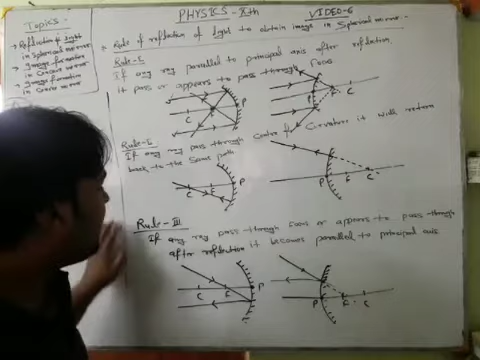 PHYSICS-Xth VIDEO-6
Topics
→ Reflection of light
in Spherical mirror
→ Image formation
in Concave mirror
→ Image formation
in Convex mirror
→ Rule of reflection of light to obtain image in Spherical mirror.
Rule-I
If any ray parallel to principal axis after reflection
it pass or appears to pass through Focus
C P F C
If any ray pass through Centre of Curvature it will return
back to the same path
C P P C
Rule-III
If any ray pass through Focus or appears to pass through
after reflection it becomes parallel to principal axis
C F P P F C